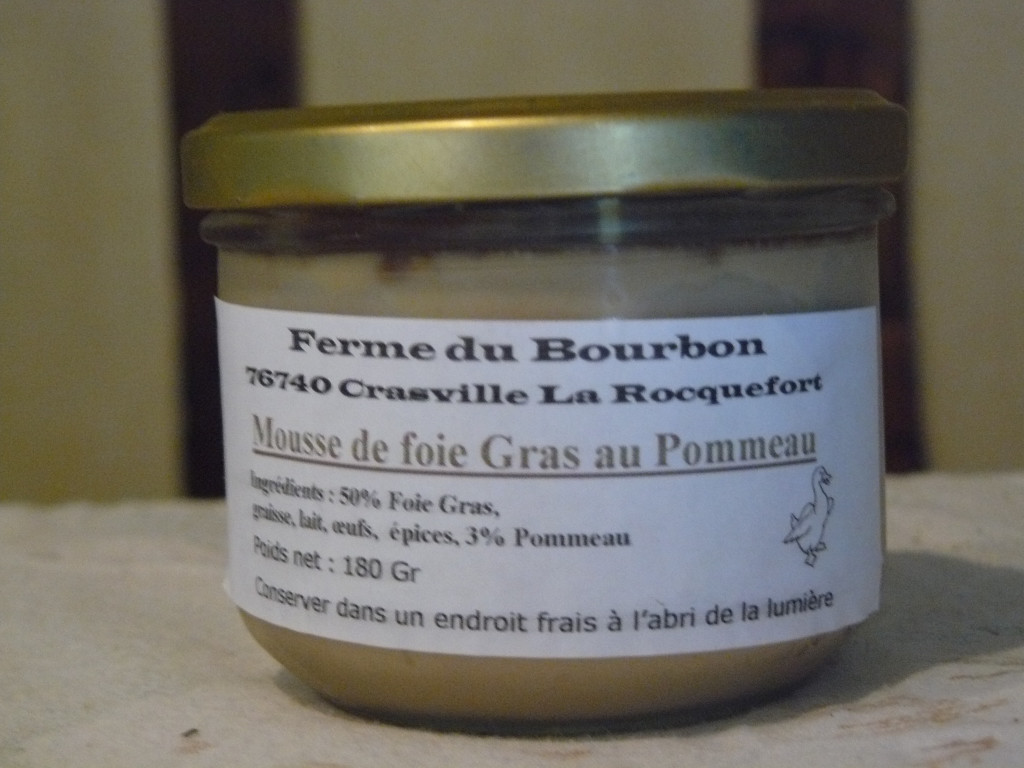 Ferme du Bourbon
76740 Crasville La Rocquefort
Mousse de foie Gras au Pommeau
Ingrédients : 50% Foie Gras,
graisse, lait, œufs, épices, 3% Pommeau
Poids net : 180 Gr
Conserver dans un endroit frais à l'abri de la lumière